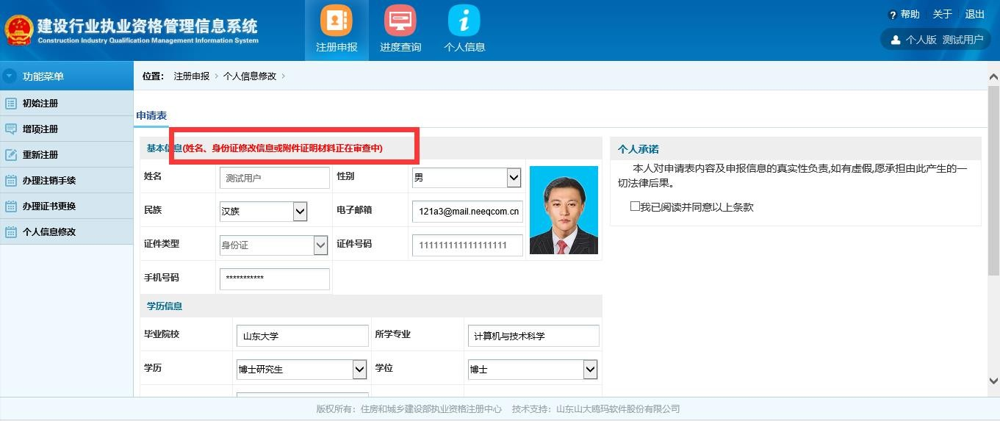 建设行业执业资格管理信息系统
Construction Industry Qualification Management Information System
注册申报
进度查询
个人信息
帮助 关于 退出
个人版 测试用户
功能菜单
初始注册
增项注册
重新注册
办理注销手续
办理证书更换
个人信息修改
位置： 注册申报 › 个人信息修改 ›
申请表
基本信息(姓名、身份证修改信息或附件证明材料正在审查中)
姓名 测试用户 性别 男
民族 汉族 电子邮箱 121a3@mail.neeqcom.cn
证件类型 身份证 证件号码 111111111111111111
手机号码 ***********
学历信息
毕业院校 山东大学 所学专业 计算机与技术科学
学历 博士研究生 学位 博士
个人承诺
本人对申请表内容及申报信息的真实性负责,如有虚假,愿承担由此产生的一
切法律后果。
我已阅读并同意以上条款
版权所有：住房和城乡建设部执业资格注册中心 技术支持：山东山大鸥玛软件股份有限公司